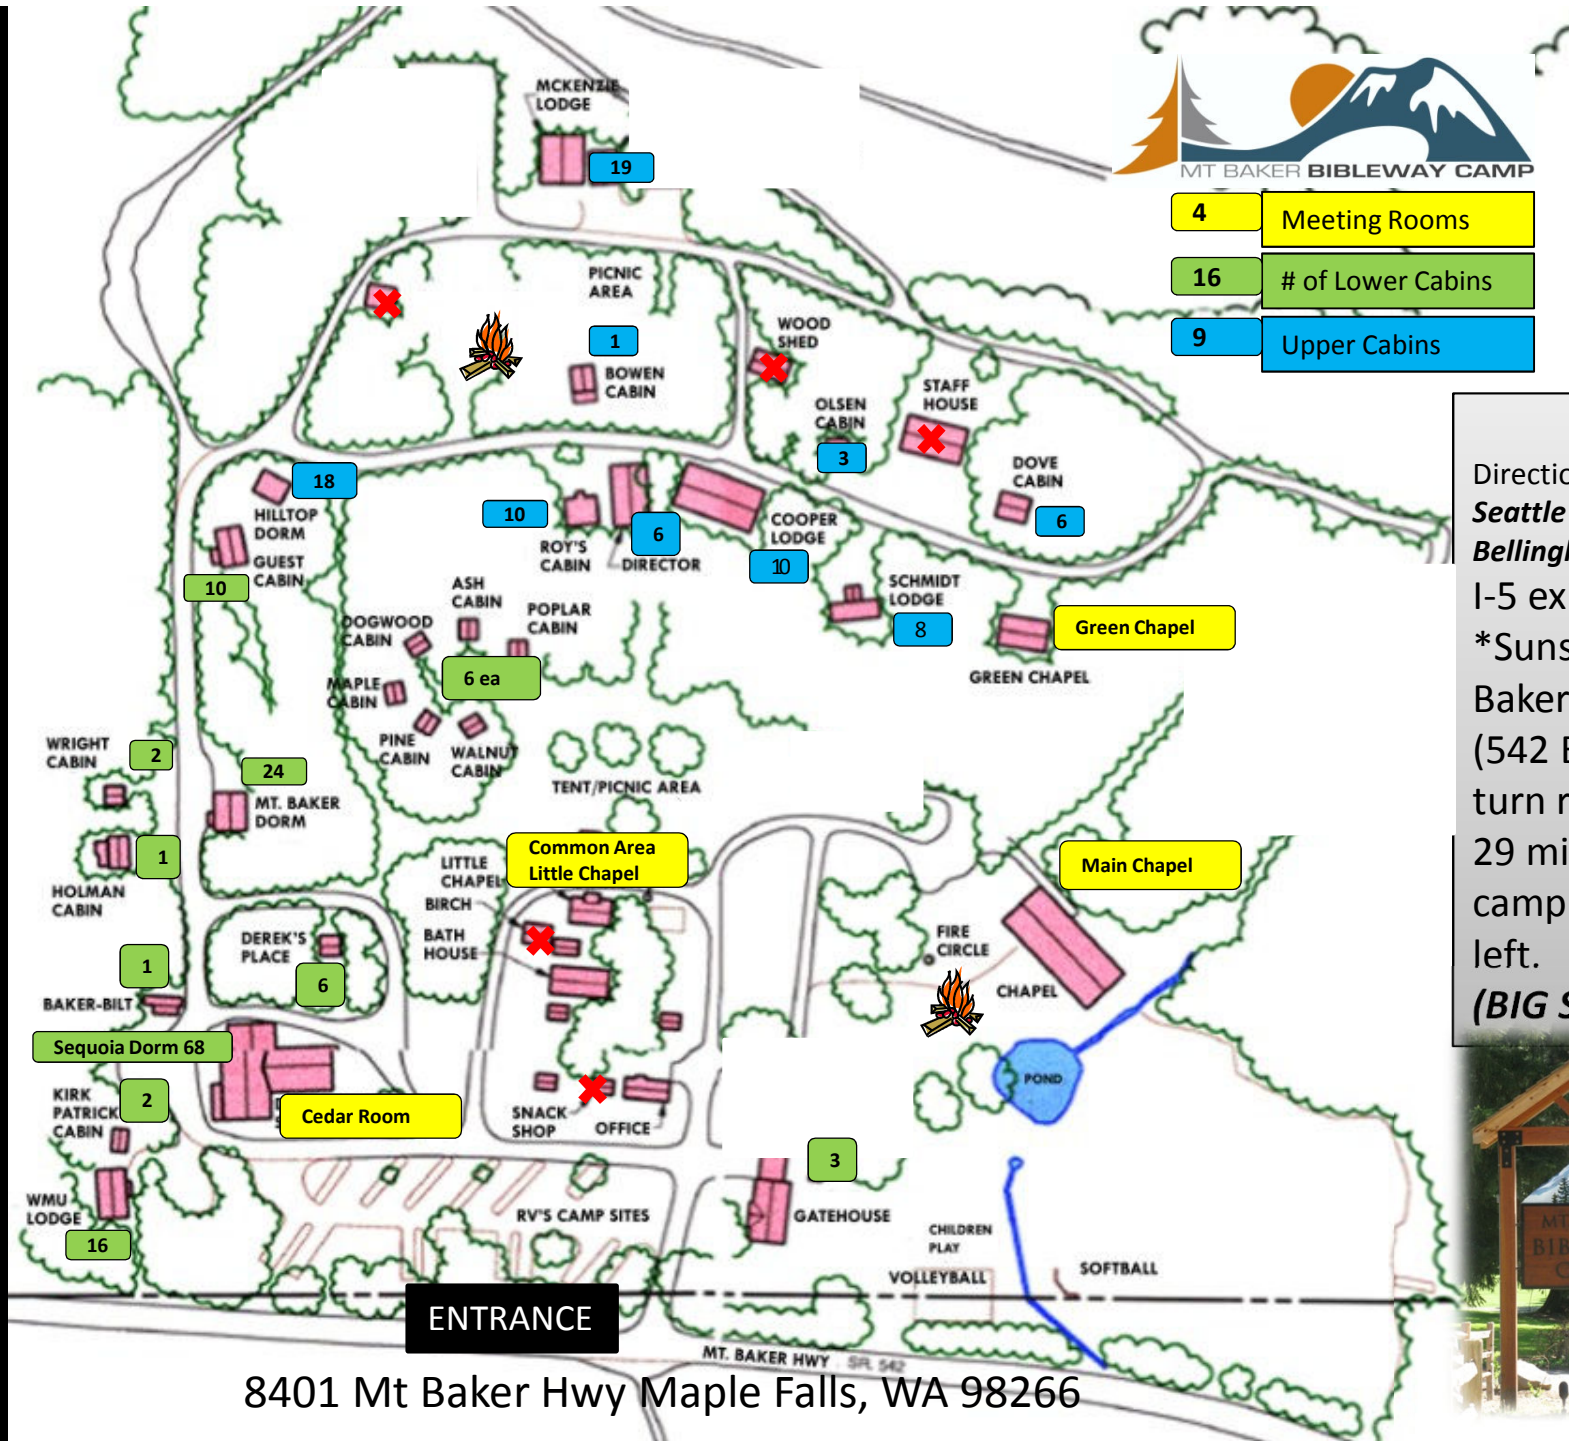 MT BAKER BIBLEWAY CAMP
4 Meeting Rooms
16 # of Lower Cabins
9 Upper Cabins
MCKENZIE
LODGE
19
PICNIC
AREA
1
BOWEN
CABIN
WOOD
SHED
OLSEN
CABIN
3
STAFF
HOUSE
DOVE
CABIN
6
18
HILLTOP
DORM
GUEST
CABIN
10
10
ROY'S
CABIN
6
DIRECTOR
COOPER
LODGE
10
SCHMIDT
LODGE
8
Green Chapel
GREEN CHAPEL
ASH
CABIN
DOGWOOD
CABIN
POPLAR
CABIN
6 ea
MAPLE
CABIN
PINE
CABIN
WALNUT
CABIN
WRIGHT
CABIN
2
24
MT. BAKER
DORM
TENT/PICNIC AREA
1
HOLMAN
CABIN
Common Area
Little Chapel
LITTLE
CHAPEL
BIRCH
BATH
HOUSE
Main Chapel
FIRE
CIRCLE
CHAPEL
DEREK'S
PLACE
6
1
BAKER-BILT
Sequoia Dorm 68
KIRK
PATRICK
CABIN
2
Cedar Room
SNACK
SHOP
OFFICE
POND
3
GATEHOUSE
WMU
LODGE
16
RV'S CAMP SITES
CHILDREN
PLAY
VOLLEYBALL
SOFTBALL
ENTRANCE
MT. BAKER HWY SR. 542
8401 Mt Baker Hwy Maple Falls, WA 98266
Seattle
I-5 ex
*Suns
Baker
(542 E
turn r
29 mi
camp
left.
(BIG S
MT
BIB
C